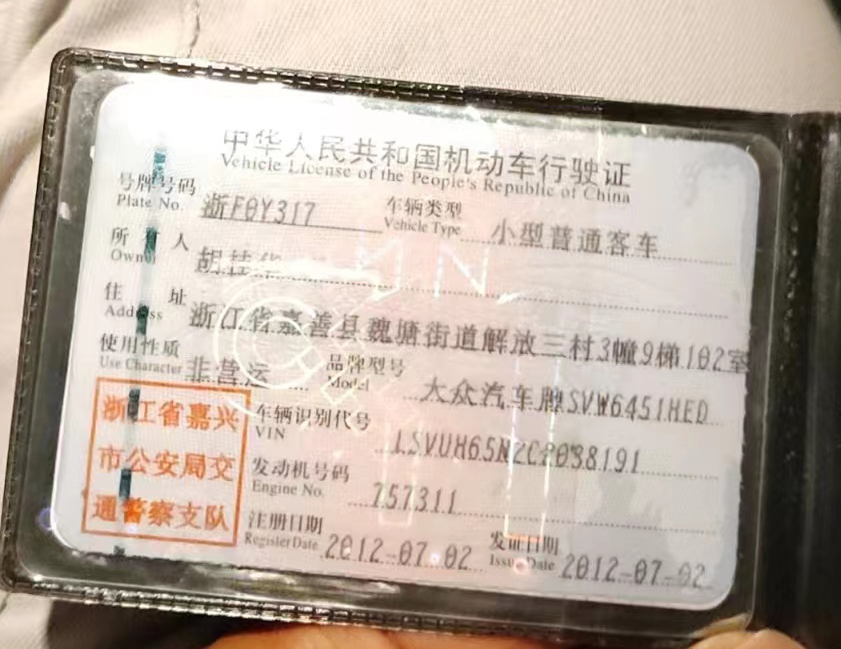 中华人民共和国机动车行驶证
Vehicle License of the People's Republic of China
号牌号码 浙F0Y317 车辆类型 小型普通客车
Plate No. Vehicle Type
所有人 胡
Owner
住址 浙江省嘉善县魏塘街道解放三村3幢9梯102室
Address
使用性质 非营运 品牌型号 大众汽车牌SVW6451HED
Use Character Model
浙江省嘉兴
市公安局交
通警察支队
车辆识别代号
VIN
发动机号码 757311
Engine No.
注册日期 2012-07-02 发证日期 2012-07-02
Register Date Issue Date